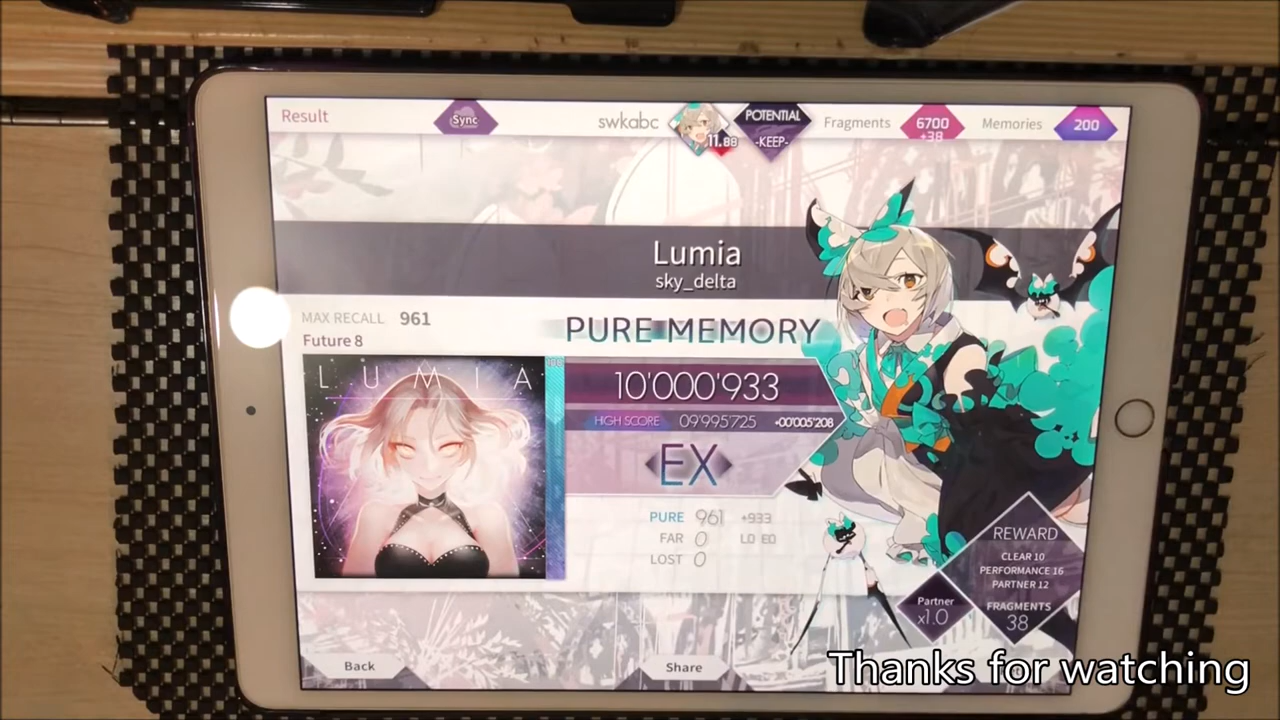 Result
Sync
swkabc
11.88
POTENTIAL
-KEEP-
Fragments
6700
+38
Memories
200
Lumia
sky_delta
MAX RECALL 961
Future 8
PURE MEMORY
LUMIA
10'000'933
HIGH SCORE 09'995'725 +00'005'208
EX
PURE 961 +933
FAR 0 L0 E0
LOST 0
REWARD
CLEAR 10
PERFORMANCE 16
PARTNER 12
FRAGMENTS
38
Partner
x1.0
Back
Share
Thanks for watching